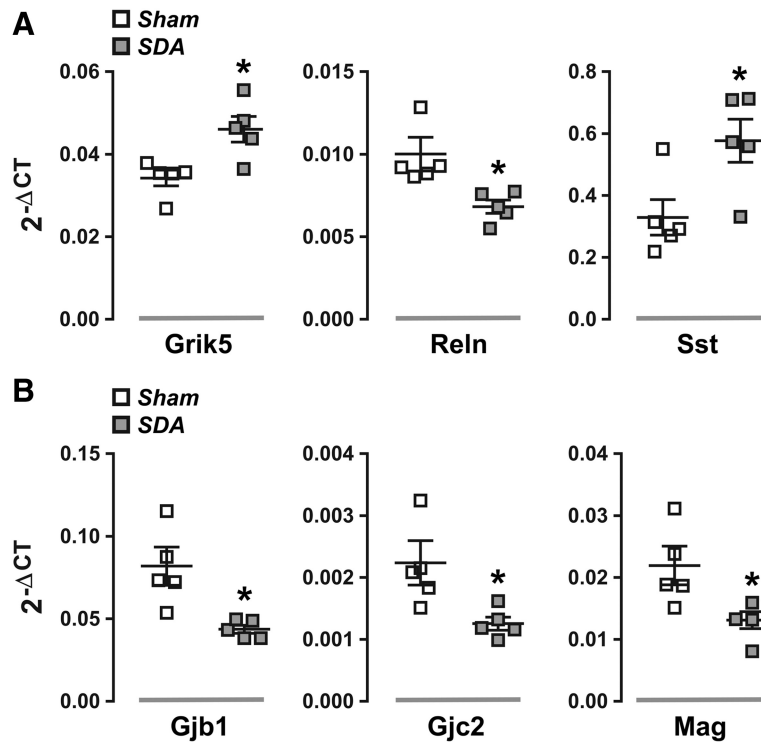 A
Sham
SDA
2-ΔCT
0.06
0.04
0.02
0.00
*
Grik5
0.015
0.010
0.005
0.000
*
Reln
0.8
0.6
0.4
0.2
0.0
*
Sst
B
Sham
SDA
2-ΔCT
0.15
0.10
0.05
0.00
*
Gjb1
0.004
0.003
0.002
0.001
0.000
*
Gjc2
0.04
0.03
0.02
0.01
0.00
*
Mag